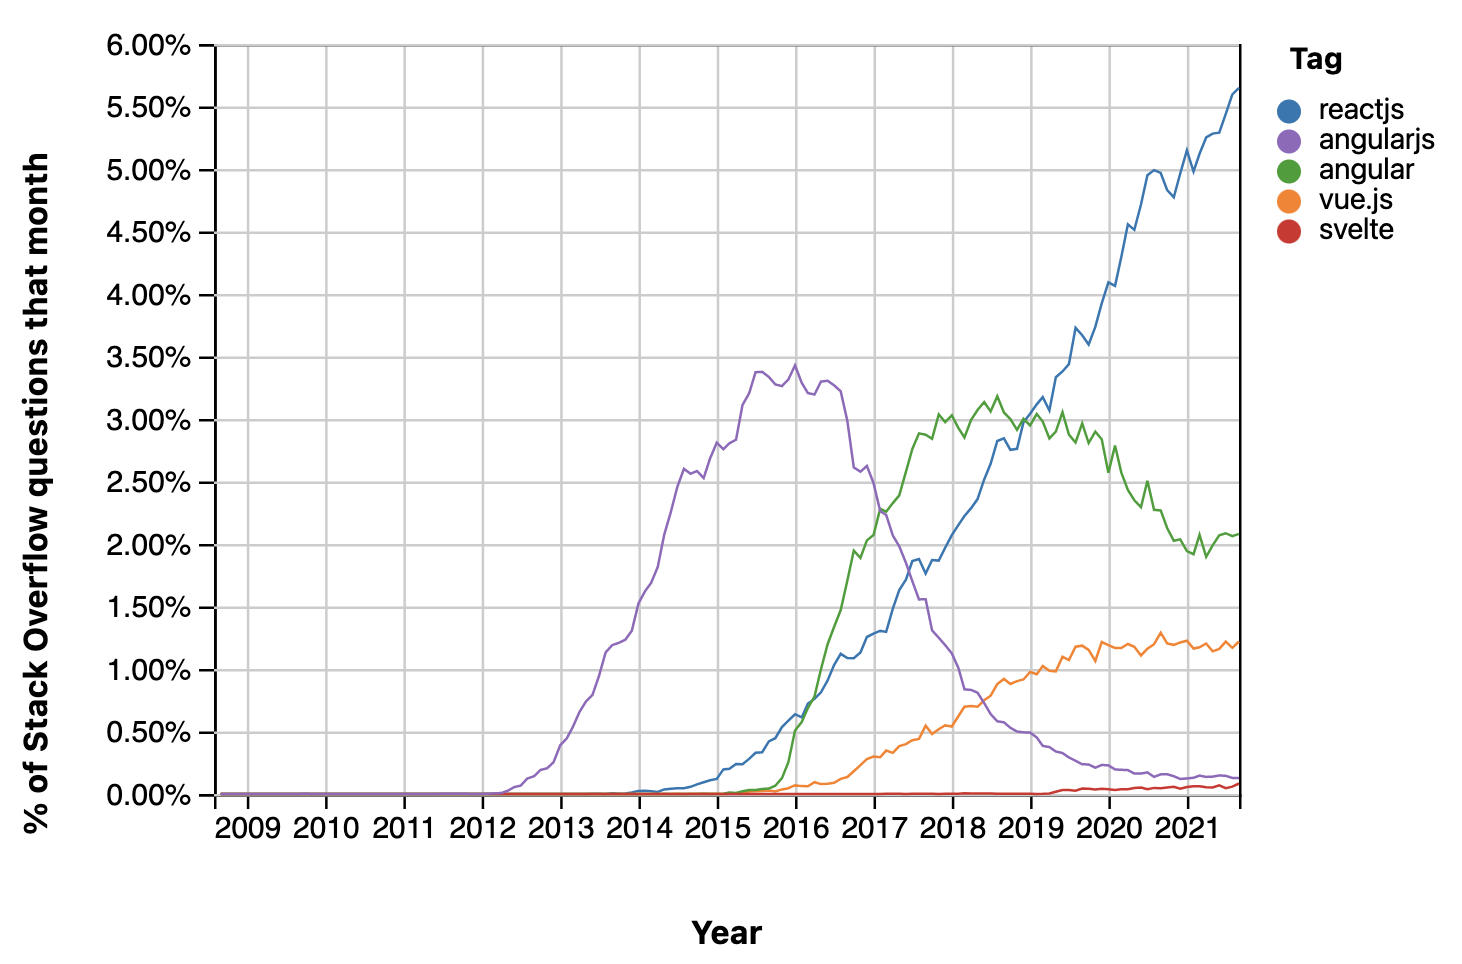 % of Stack Overflow questions that month
6.00%
5.50%
5.00%
4.50%
4.00%
3.50%
3.00%
2.50%
2.00%
1.50%
1.00%
0.50%
0.00%
2009 2010 2011 2012 2013 2014 2015 2016 2017 2018 2019 2020 2021
Year
Tag
reactjs
angularjs
angular
vue.js
svelte